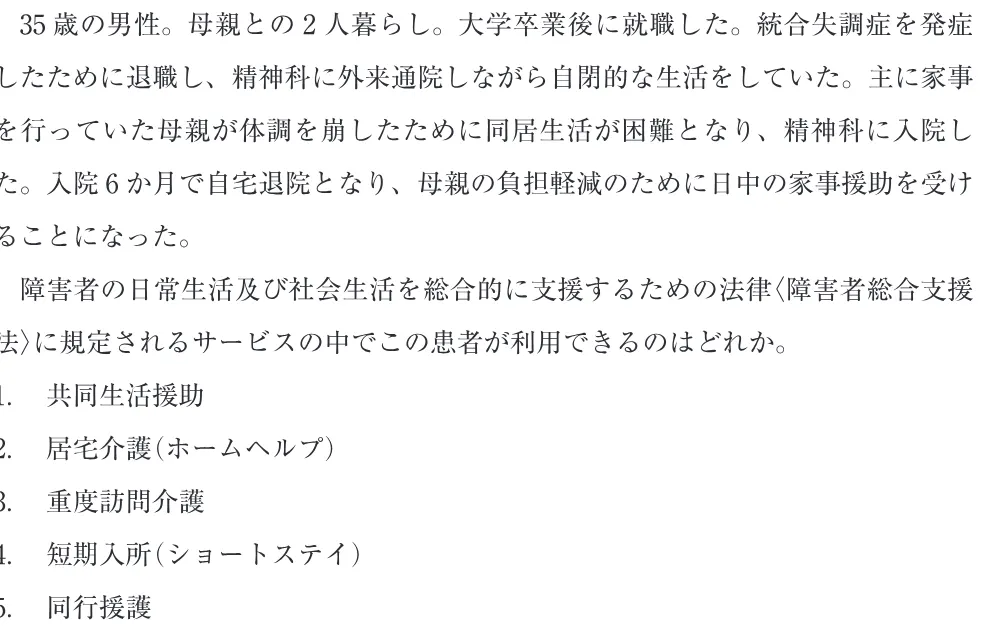 35歳の男性。母親との2人暮らし。大学卒業後に就職した。統合失調症を発症
したために退職し、精神科に外来通院しながら自閉的な生活をしていた。主に家事
を行っていた母親が体調を崩したために同居生活が困難となり、精神科に入院し
た。入院6か月で自宅退院となり、母親の負担軽減のために日中の家事援助を受け
ることになった。
障害者の日常生活及び社会生活を総合的に支援するための法律〈障害者総合支援
法〉に規定されるサービスの中でこの患者が利用できるのはどれか。
1. 共同生活援助
2. 居宅介護(ホームヘルプ)
3. 重度訪問介護
4. 短期入所(ショートステイ)
5. 同行援護